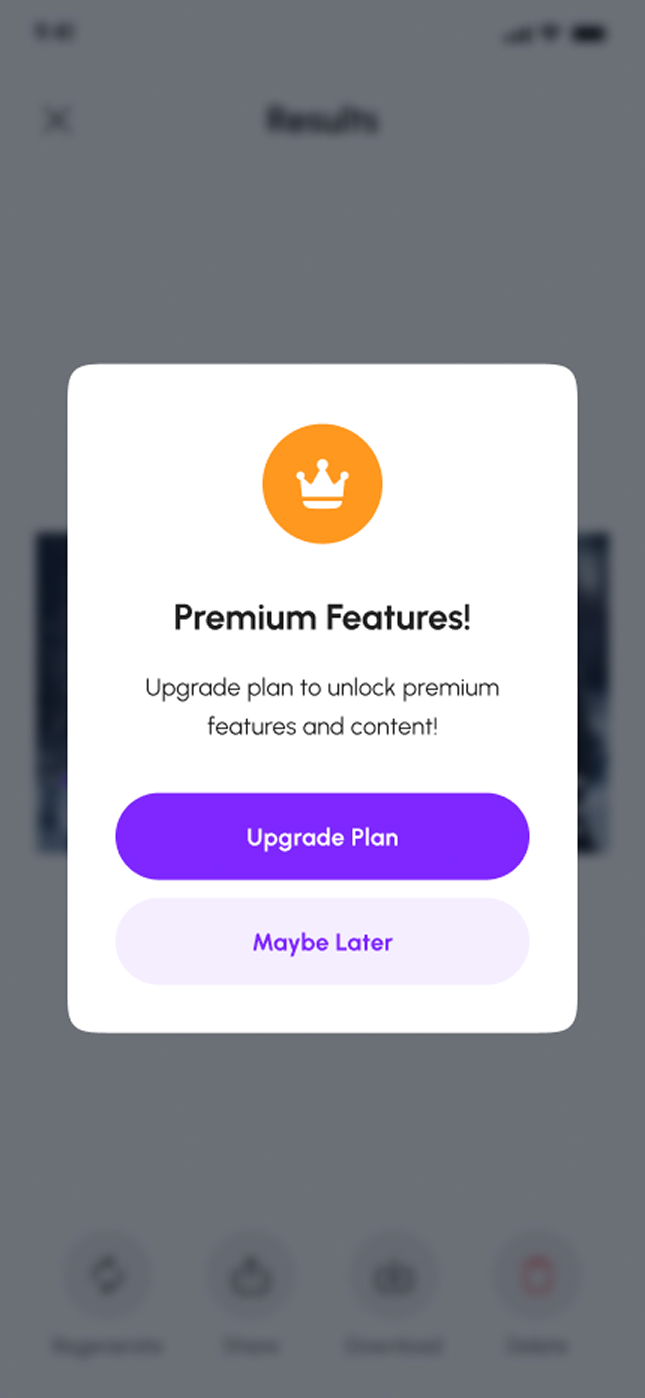 9:41
Results
Premium Features!
Upgrade plan to unlock premium
features and content!
Upgrade Plan
Maybe Later
Regenerate
Share
Download
Delete